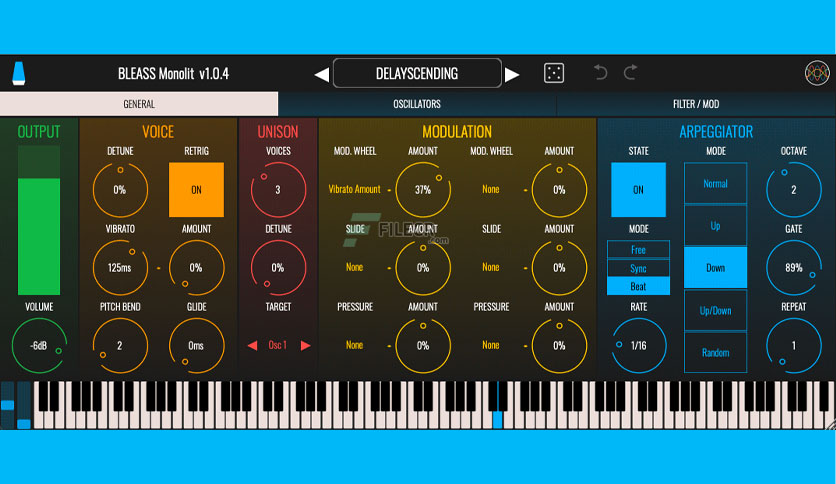 BLEASS Monolit v1.0.4
DELAYSCENDING
GENERAL
OSCILLATORS
FILTER / MOD
OUTPUT
VOLUME
-6dB
VOICE
DETUNE
RETRIG
0%
ON
VIBRATO
AMOUNT
125ms
0%
PITCH BEND
GLIDE
2
0ms
UNISON
VOICES
3
DETUNE
0%
TARGET
Osc 1
MODULATION
MOD. WHEEL
AMOUNT
MOD. WHEEL
AMOUNT
Vibrato Amount
37%
None
0%
SLIDE
AMOUNT
SLIDE
AMOUNT
None
0%
None
0%
PRESSURE
AMOUNT
PRESSURE
AMOUNT
None
0%
None
0%
FILECR
.com
ARPEGGIATOR
STATE
ON
MODE
Free
Sync
Beat
RATE
1/16
MODE
Normal
Up
Down
Up/Down
Random
OCTAVE
2
GATE
89%
REPEAT
1